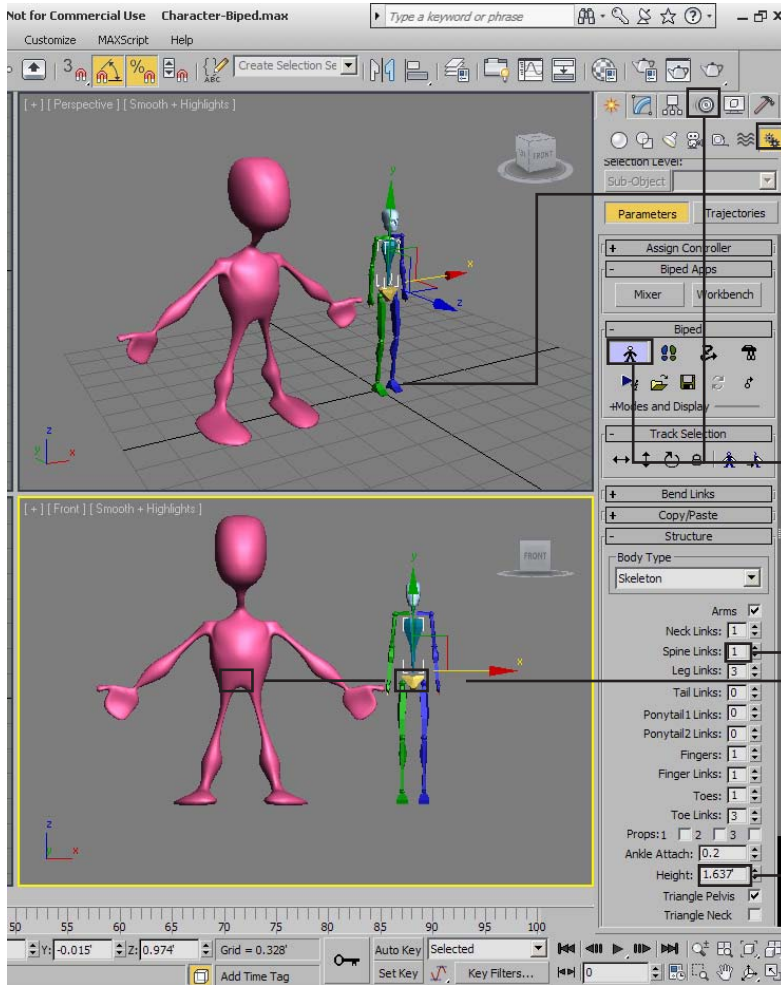 Not for Commercial Use Character-Biped.max
Type a keyword or phrase
Customize MAXScript Help
3 % ABC Create Selection Se
[ + ] [ Perspective ] [ Smooth + Highlights ]
FRONT
y
x
z
z
y x
[ + ] [ Front ] [ Smooth + Highlights ]
FRONT
y
x
z
y x
Selection Level:
Sub-Object
Parameters Trajectories
+ Assign Controller
- Biped Apps
Mixer Workbench
- Biped
+Modes and Display
- Track Selection
+ Bend Links
+ Copy/Paste
- Structure
Body Type
Skeleton
Arms
Neck Links: 1
Spine Links: 1
Leg Links: 3
Tail Links: 0
Ponytail1 Links: 0
Ponytail2 Links: 0
Fingers: 1
Finger Links: 1
Toes: 1
Toe Links: 3
Props: 1 2 3
Ankle Attach: 0.2
Height: 1.637'
Triangle Pelvis
Triangle Neck
50 55 60 65 70 75 80 85 90 95 100
Y: -0.015' Z: 0.974' Grid = 0.328' Auto Key Selected
Add Time Tag Set Key Key Filters... 0